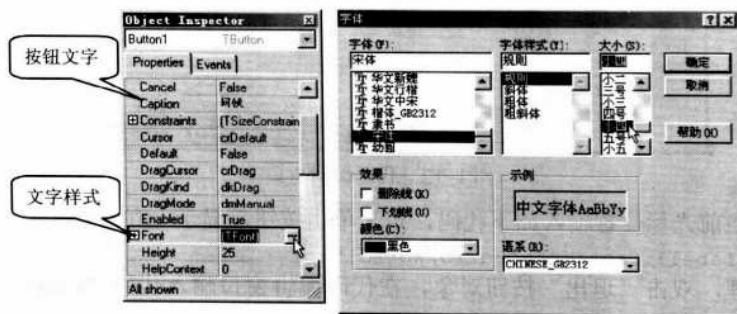 Object Inspector
Button1
TButton
Properties
Events
按钮文字
Cancel
False
Caption
Constraints
(TSizeConstrain
Cursor
crDefault
Default
False
DragCursor
crDrag
DragKind
dkDrag
DragMode
dmManual
Enabled
True
文字样式
Font
(TFont)
Height
25
HelpContext
0
All shown
字体
字体(F):
字体样式(Y):
大小(S):
宋体
规则
确定
取消
帮助(H)
华文新魏
华文行楷
华文中宋
楷体_GB2312
隶书
幼圆
规则
斜体
粗体
粗斜体
小二
三号
小三
四号
五号
小五
效果
删除线(K)
下划线(U)
颜色(C):
黑色
示例
中文字体AaBbYy
语系(R):
CHINESE_GB2312